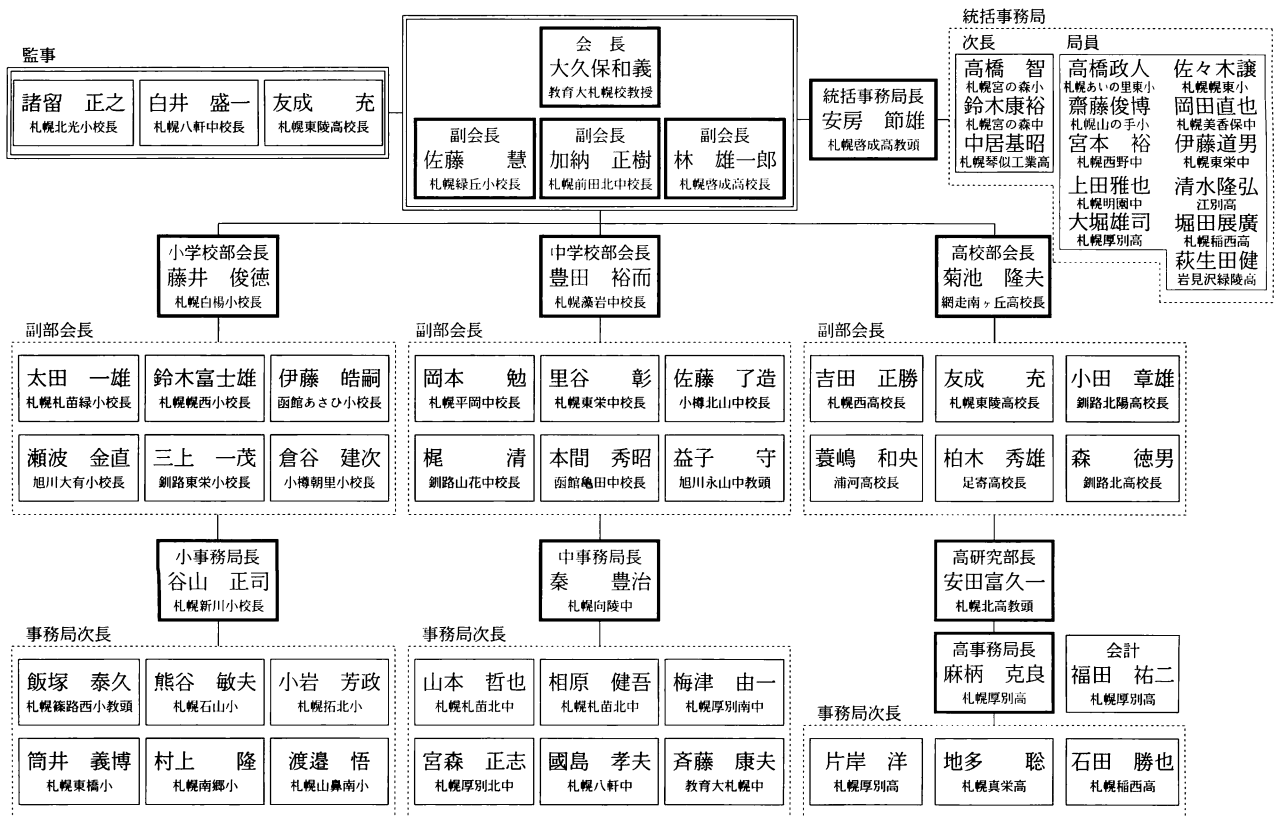 監事
諸留 正之
札幌北光小校長
白井 盛一
札幌八軒中校長
友成 充
札幌東陵高校長
会 長
大久保和義
教育大札幌校教授
副会長
佐藤 慧
札幌緑丘小校長
副会長
加納 正樹
札幌前田北中校長
副会長
林 雄一郎
札幌啓成高校長
統括事務局長
安房 節雄
札幌啓成高教頭
統括事務局
次長
高橋 智
札幌宮の森小
鈴木康裕
札幌宮の森中
中居基昭
札幌琴似工業高
局員
高橋政人 佐々木譲
札幌あいの里東小 札幌幌東小
齋藤俊博 岡田直也
札幌山の手小 札幌美香保中
宮本 裕 伊藤道男
札幌西野中 札幌東栄中
上田雅也 清水隆弘
札幌明園中 江別高
大堀雄司 堀田展廣
札幌厚別高 札幌稲西高
萩生田健
岩見沢緑陵高
小学校部会長
藤井 俊徳
札幌白楊小校長
副部会長
太田 一雄
札幌札苗緑小校長
鈴木富士雄
札幌幌西小校長
伊藤 皓嗣
函館あさひ小校長
瀬波 金直
旭川大有小校長
三上 一茂
釧路東栄小校長
倉谷 建次
小樽朝里小校長
小事務局長
谷山 正司
札幌新川小校長
事務局次長
飯塚 泰久
札幌篠路西小教頭
熊谷 敏夫
札幌石山小
小岩 芳政
札幌拓北小
筒井 義博
札幌東橋小
村上 隆
札幌南郷小
渡邉 悟
札幌山鼻南小
中学校部会長
豊田 裕而
札幌藻岩中校長
副部会長
岡本 勉
札幌平岡中校長
里谷 彰
札幌東栄中校長
佐藤 了造
小樽北山中校長
梶 清
釧路山花中校長
本間 秀昭
函館亀田中校長
益子 守
旭川永山中教頭
中事務局長
秦 豊治
札幌向陵中
事務局次長
山本 哲也
札幌札苗北中
相原 健吾
札幌札苗北中
梅津 由一
札幌厚別南中
宮森 正志
札幌厚別北中
國島 孝夫
札幌八軒中
斉藤 康夫
教育大札幌中
高校部会長
菊池 隆夫
網走南ヶ丘高校長
副部会長
吉田 正勝
札幌西高校長
友成 充
札幌東陵高校長
小田 章雄
釧路北陽高校長
蓑嶋 和央
浦河高校長
柏木 秀雄
足寄高校長
森 徳男
釧路北高校長
高研究部長
安田富久一
札幌北高教頭
高事務局長
麻柄 克良
札幌厚別高
会計
福田 祐二
札幌厚別高
事務局次長
片岸 洋
札幌厚別高
地多 聡
札幌真栄高
石田 勝也
札幌稲西高